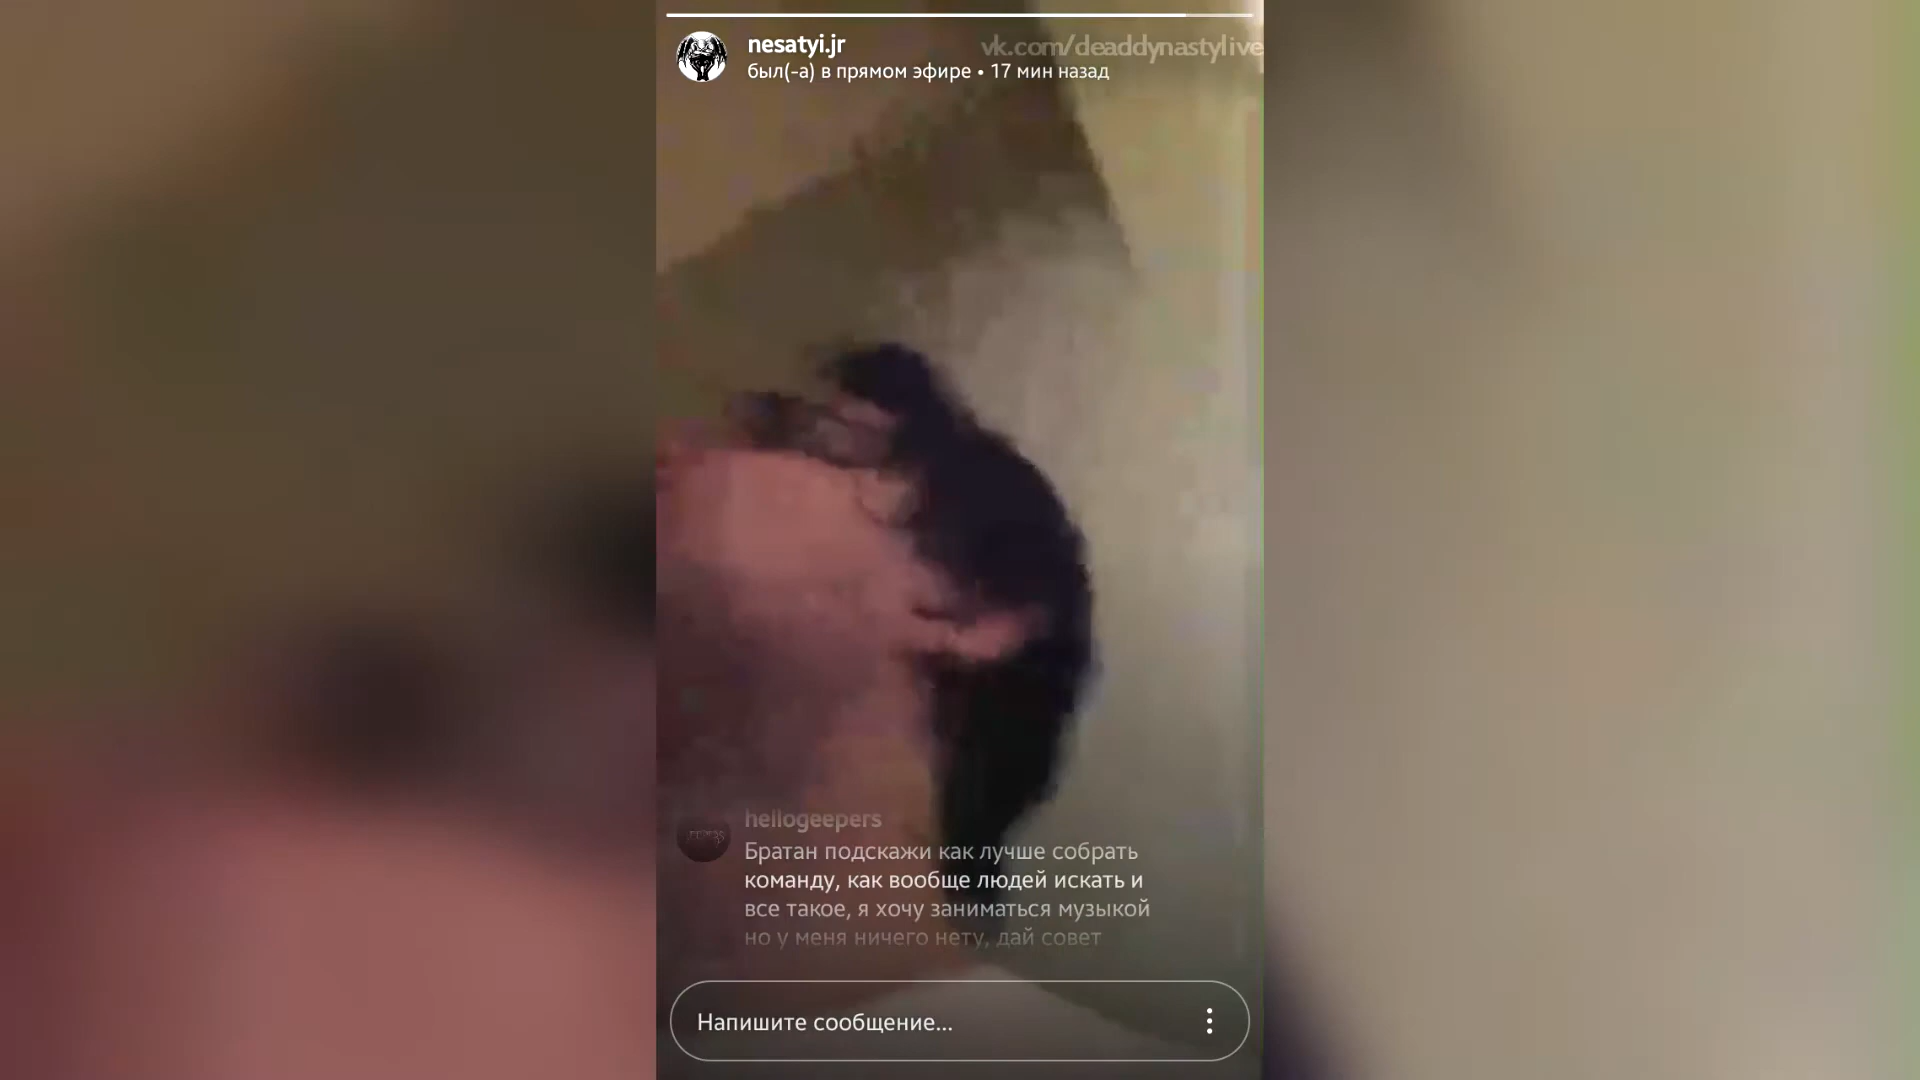 nesatyi.jr
vk.com/deaddynastylive
был(-а) в прямом эфире • 17 мин назад
hellogeepers
Братан подскажи как лучше собрать
команду, как вообще людей искать и
все такое, я хочу заниматься музыкой
но у меня ничего нету, дай совет
Напишите сообщение...